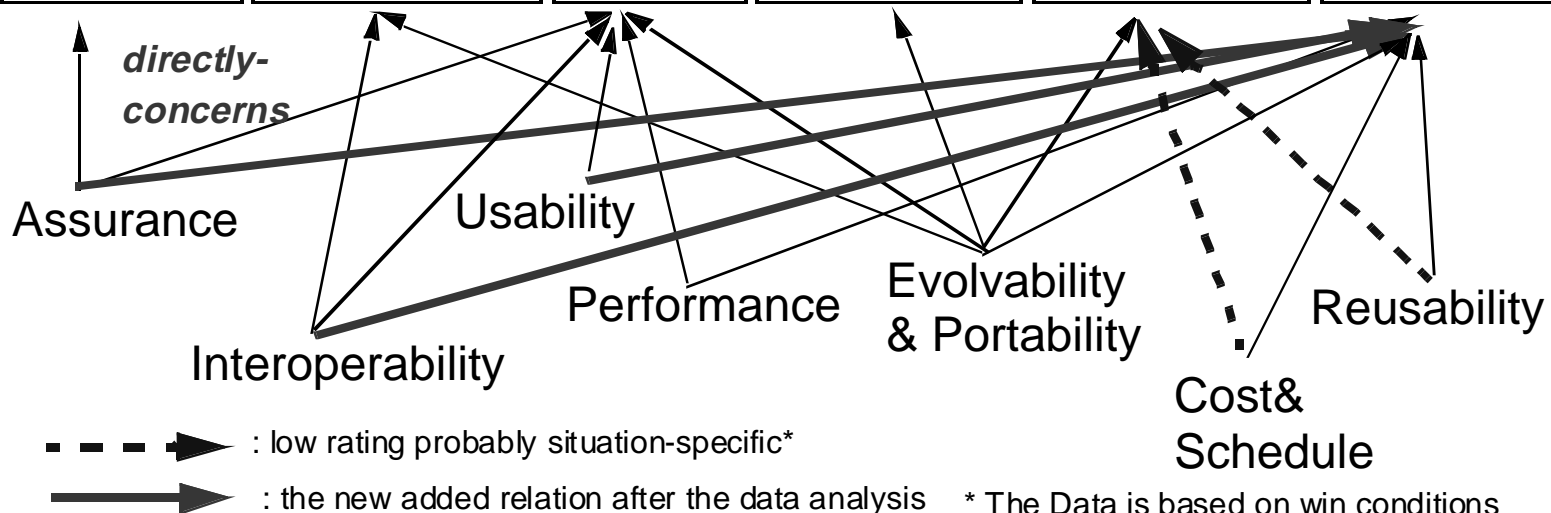 directly-
concerns
Assurance
Usability
Performance
Evolvability
& Portability
Reusability
Interoperability
Cost&
Schedule
: low rating probably situation-specific*
: the new added relation after the data analysis
* The Data is based on win conditions